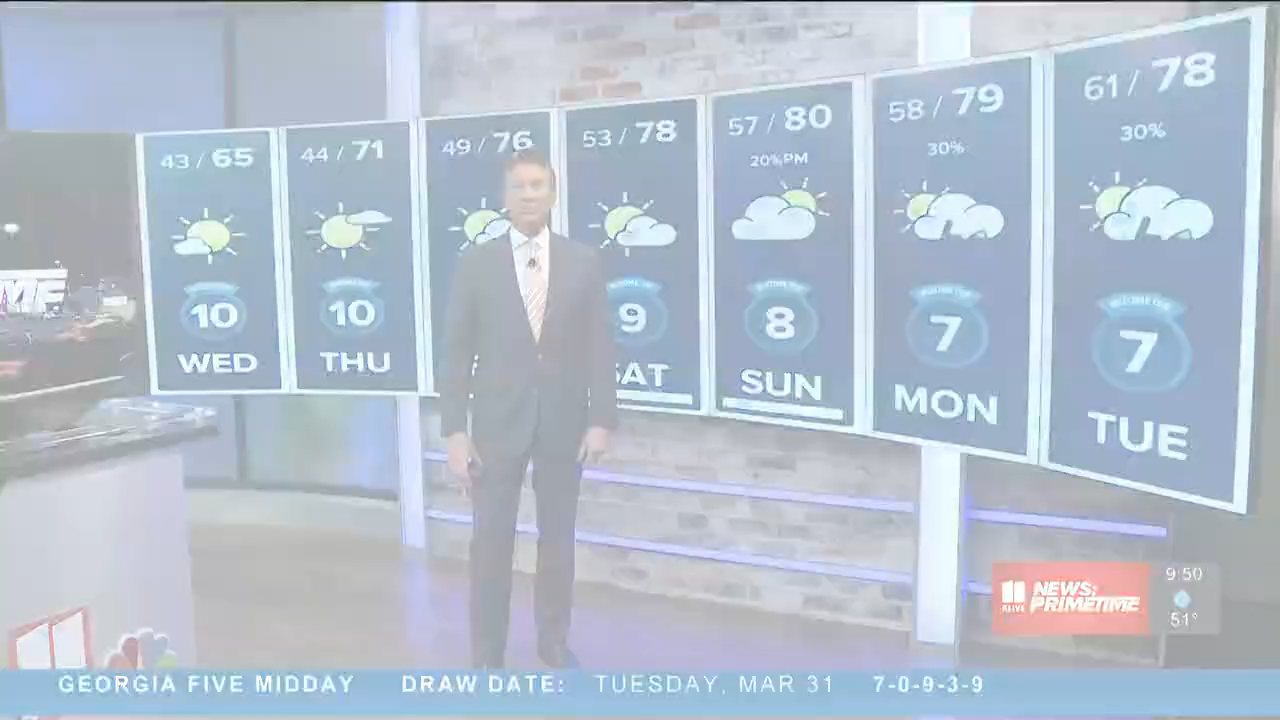 43 / 65
WED
10
44 / 71
THU
10
49 / 76
53 / 78
9
SAT
57 / 80
20%PM
8
SUN
58 / 79
30%
7
MON
61 / 78
30%
7
TUE
11 ALIVE NEWS: PRIMETIME
9:50
51°
GEORGIA FIVE MIDDAY DRAW DATE: TUESDAY, MAR 31 7-0-9-3-9